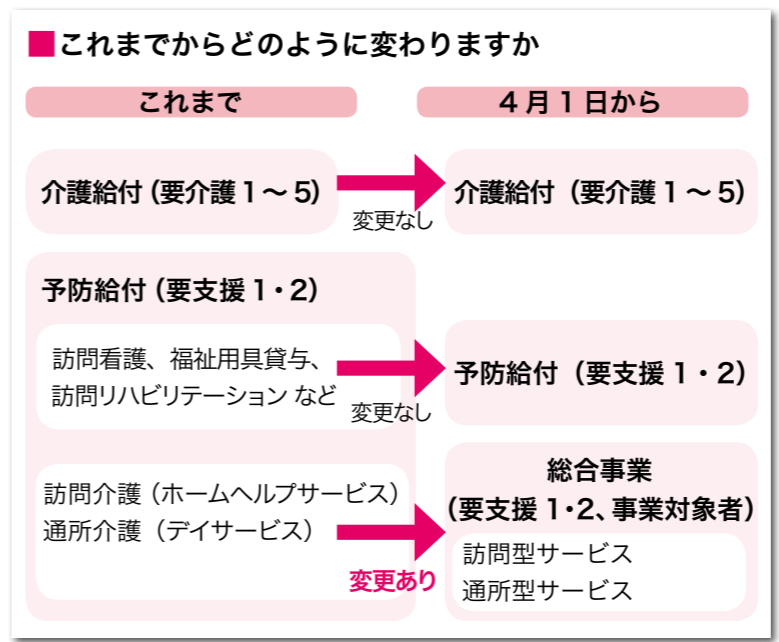 ■これまでからどのように変わりますか
これまで
4月1日から
介護給付(要介護1～5)
変更なし
介護給付(要介護1～5)
予防給付(要支援1・2)
訪問看護、福祉用具貸与、
訪問リハビリテーション など
変更なし
予防給付(要支援1・2)
訪問介護(ホームヘルプサービス)
通所介護(デイサービス)
変更あり
総合事業
(要支援1・2、事業対象者)
訪問型サービス
通所型サービス